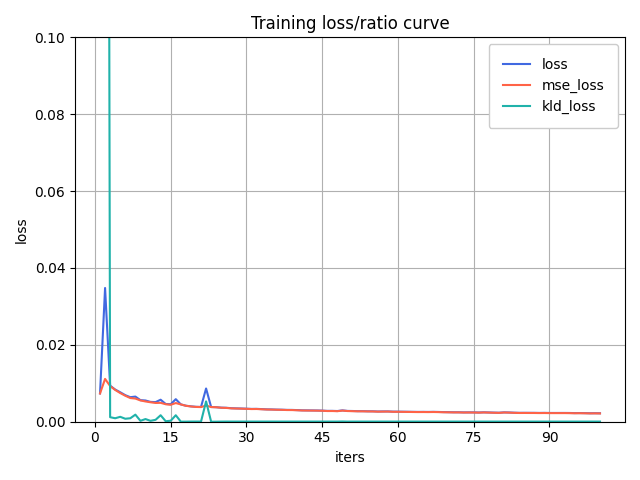 Training loss/ratio curve
loss
mse_loss
kld_loss
0.10
0.08
0.06
0.04
0.02
0.00
loss
0 15 30 45 60 75 90
iters